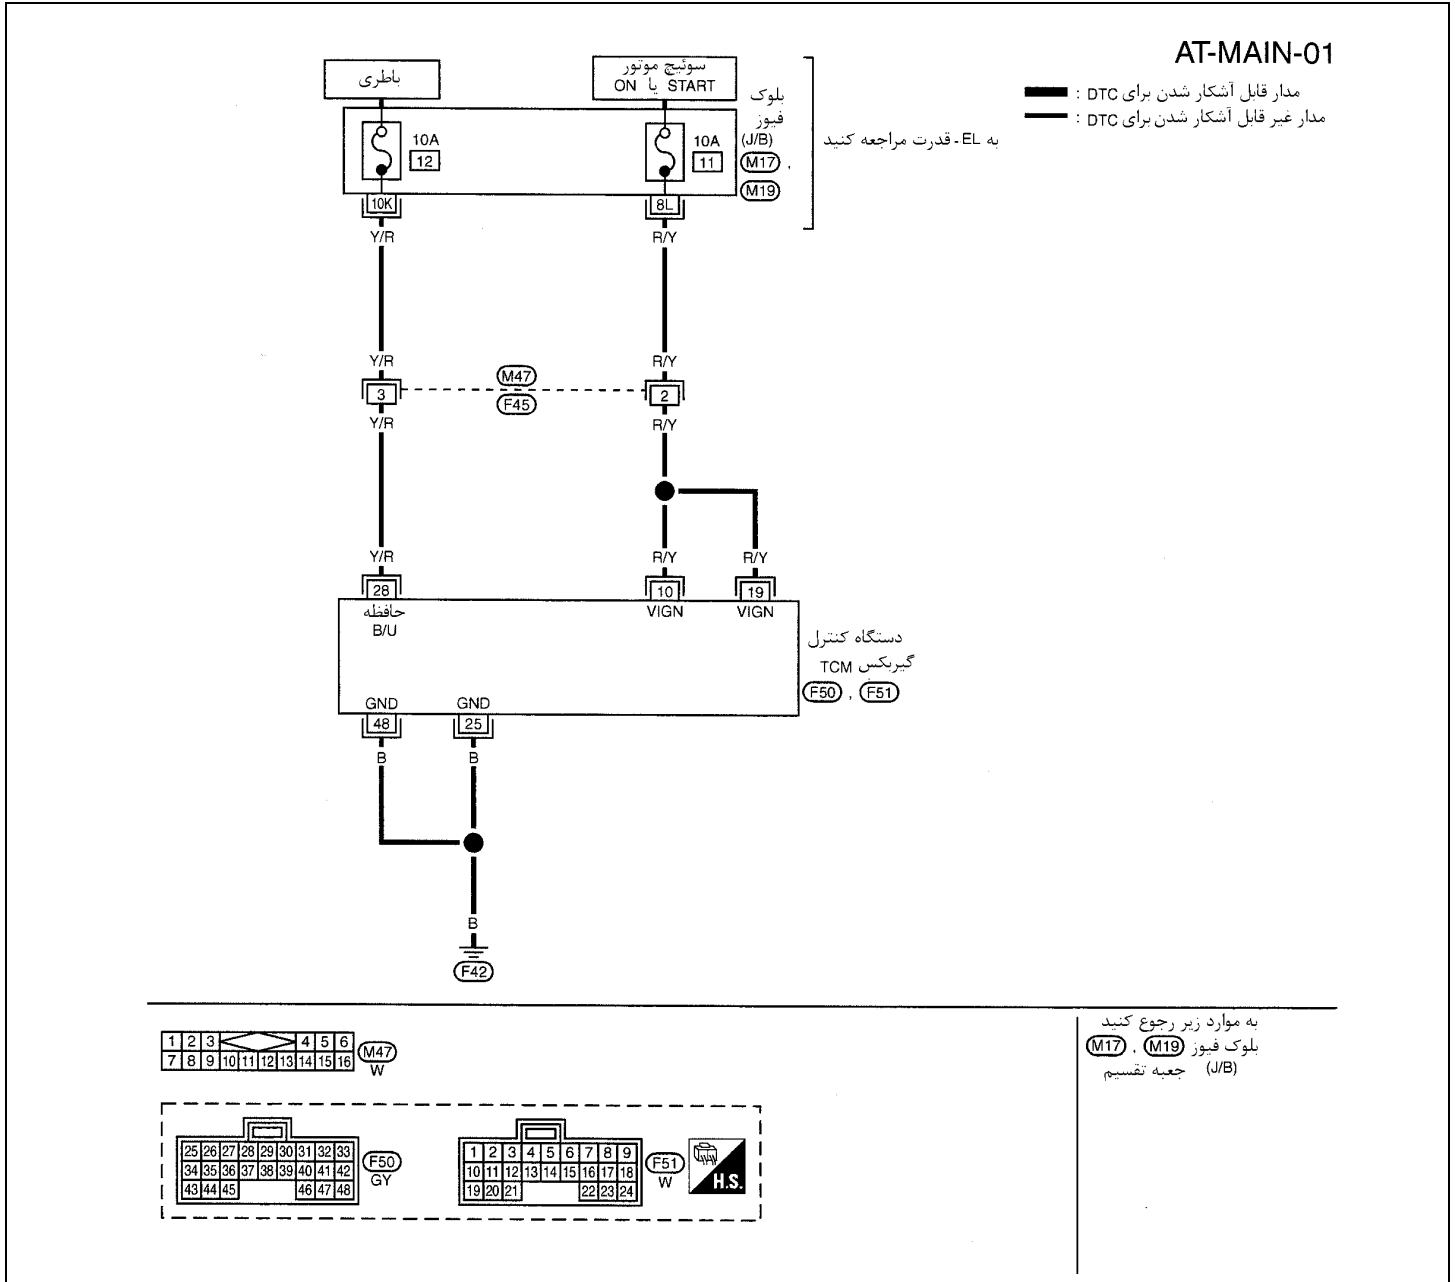 AT-MAIN-01
مدار قابل آشکار شدن برای DTC :
مدار غیر قابل آشکار شدن برای DTC :
باطری
سوئیچ موتور
START یا ON
بلوک
فیوز
(J/B)
M17 ,
M19
به EL - قدرت مراجعه کنید
10A
12
10A
11
10K
8L
Y/R
R/Y
Y/R
R/Y
3
M47
F45
2
Y/R
R/Y
Y/R
R/Y
R/Y
28
10
19
حافظه
B/U
VIGN
VIGN
دستگاه کنترل
گیربکس TCM
F50 , F51
GND
GND
48
25
B
B
B
F42
1 2 3 4 5 6
7 8 9 10 11 12 13 14 15 16
M47
W
25 26 27 28 29 30 31 32 33
34 35 36 37 38 39 40 41 42
43 44 45 46 47 48
F50
GY
1 2 3 4 5 6 7 8 9
10 11 12 13 14 15 16 17 18
19 20 21 22 23 24
F51
W
H.S.
به موارد زیر رجوع کنید
بلوک فیوز M19 , M17
(J/B) جعبه تقسیم